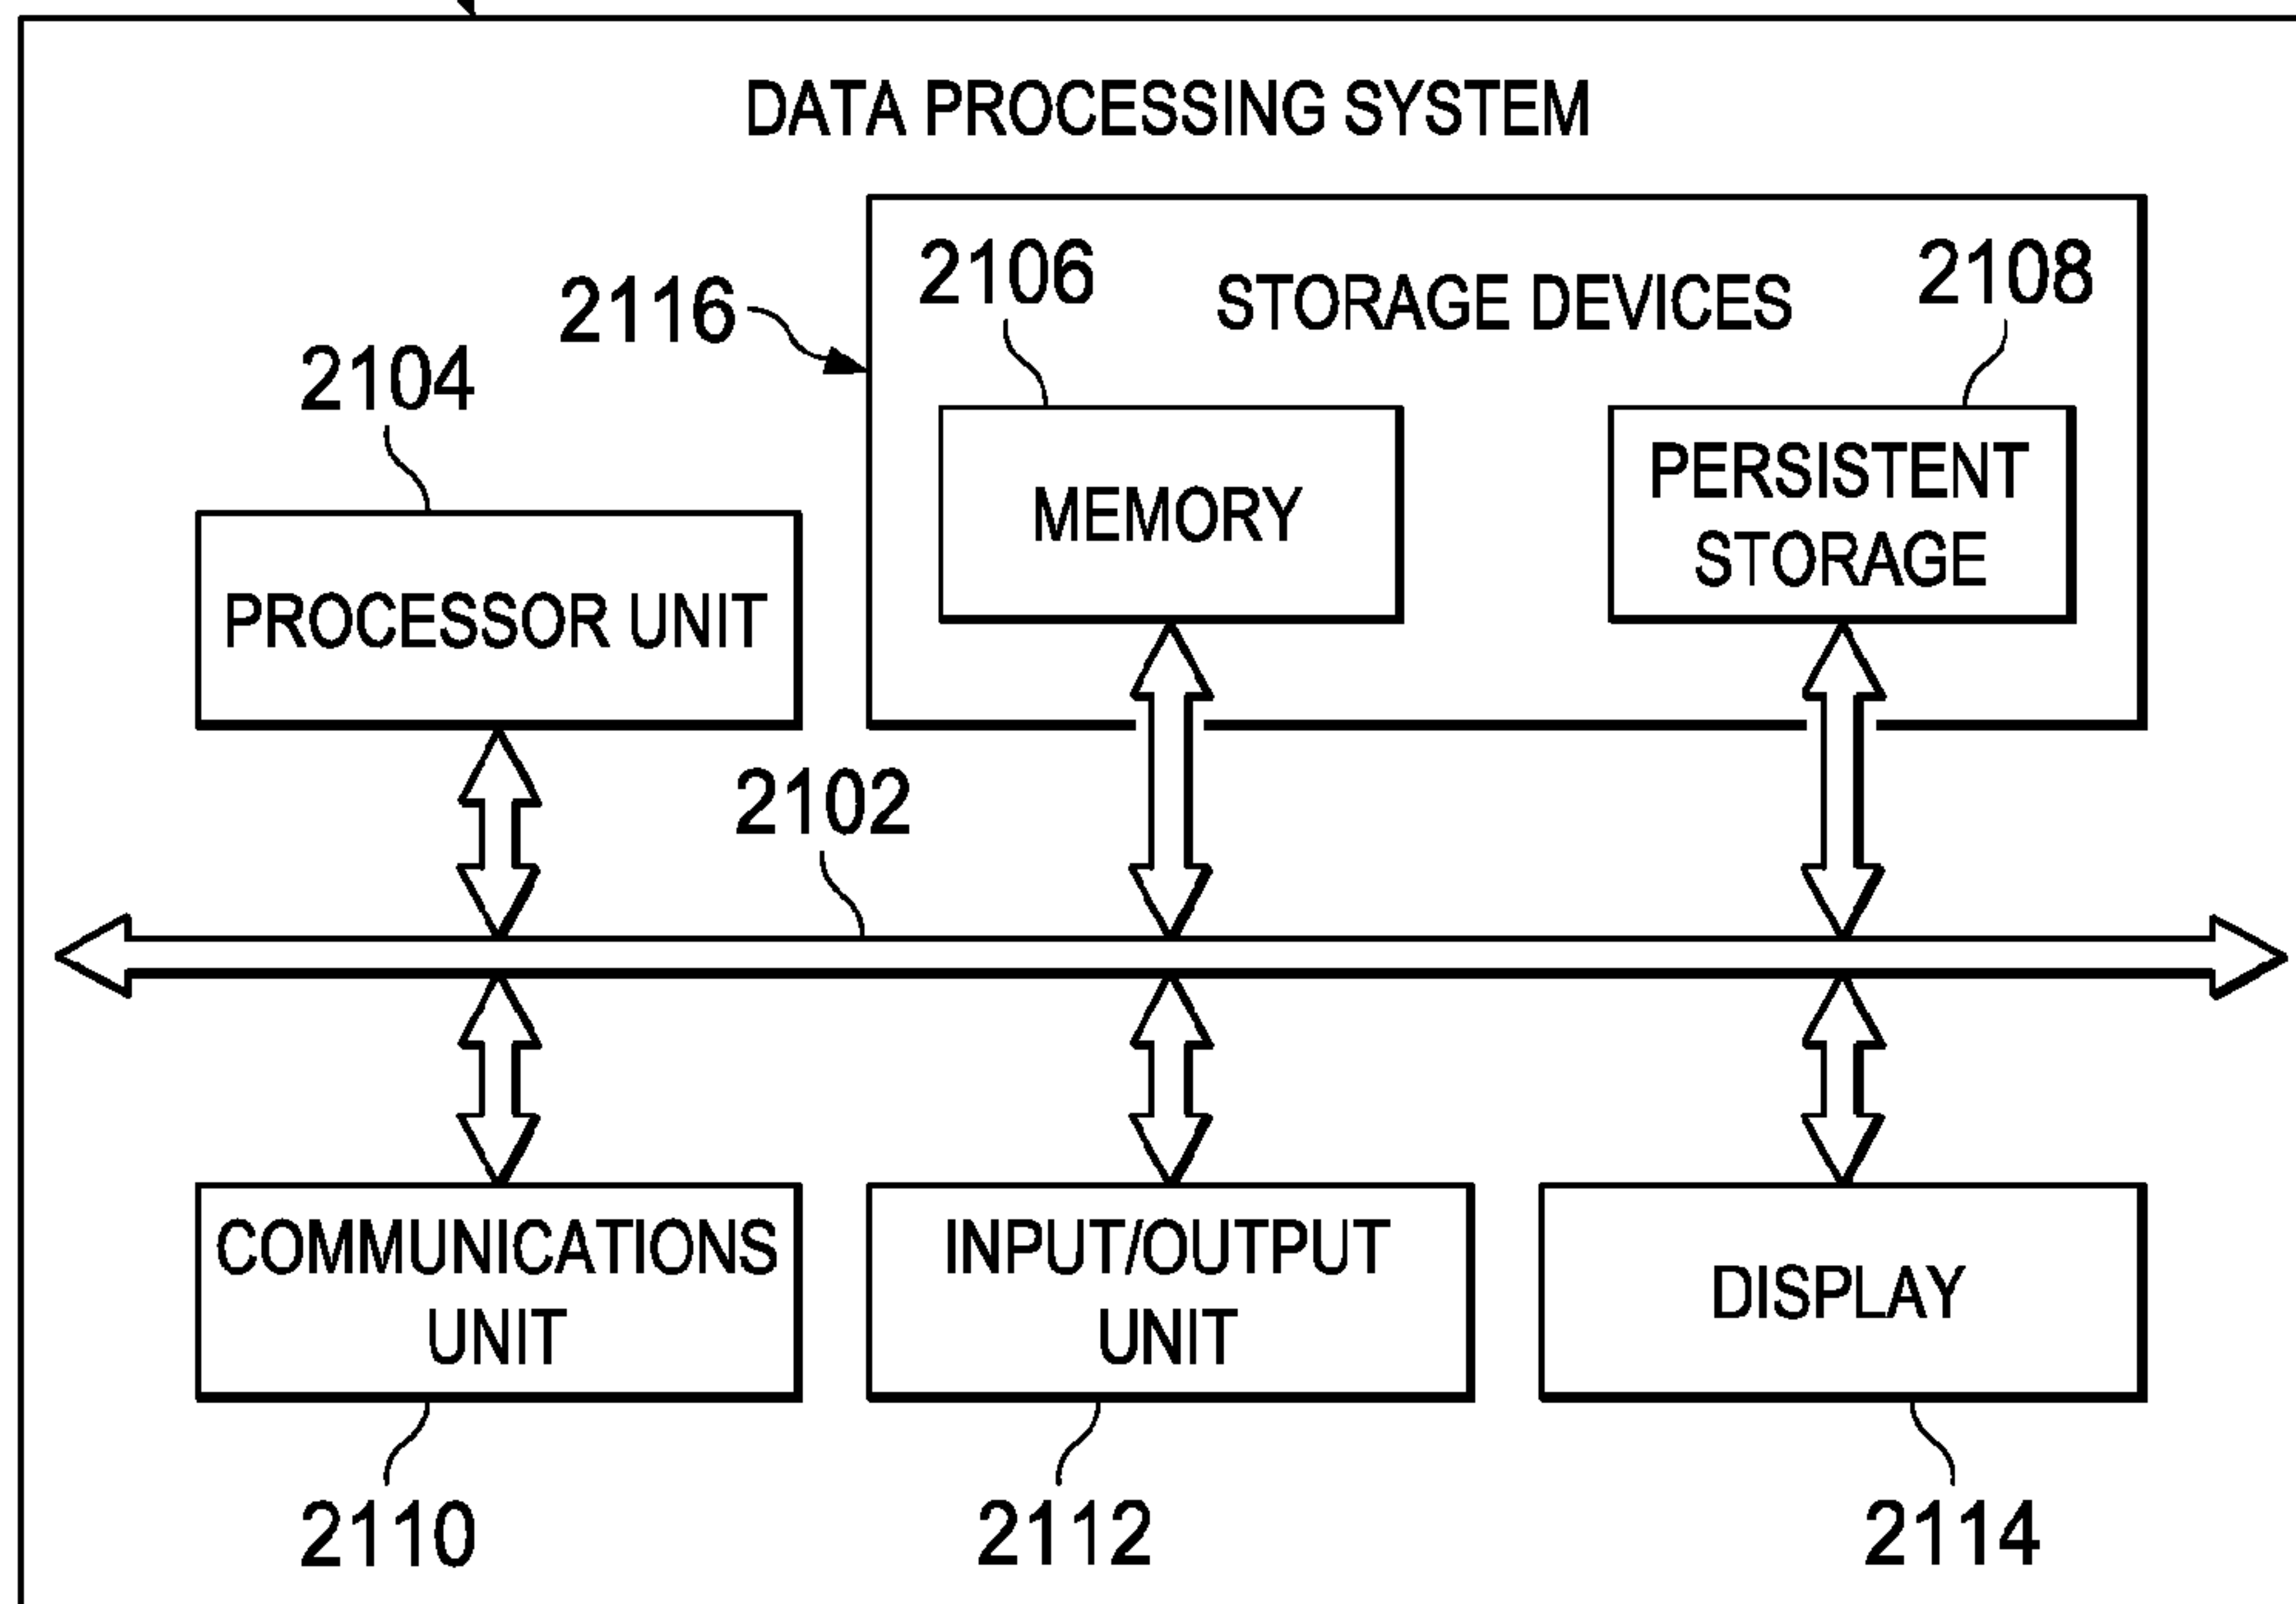 DATA PROCESSING SYSTEM
2106
STORAGE DEVICES
2108
2116
2104
MEMORY
PERSISTENT
STORAGE
PROCESSOR UNIT
2102
COMMUNICATIONS
UNIT
INPUT/OUTPUT
UNIT
DISPLAY
2110
2112
2114